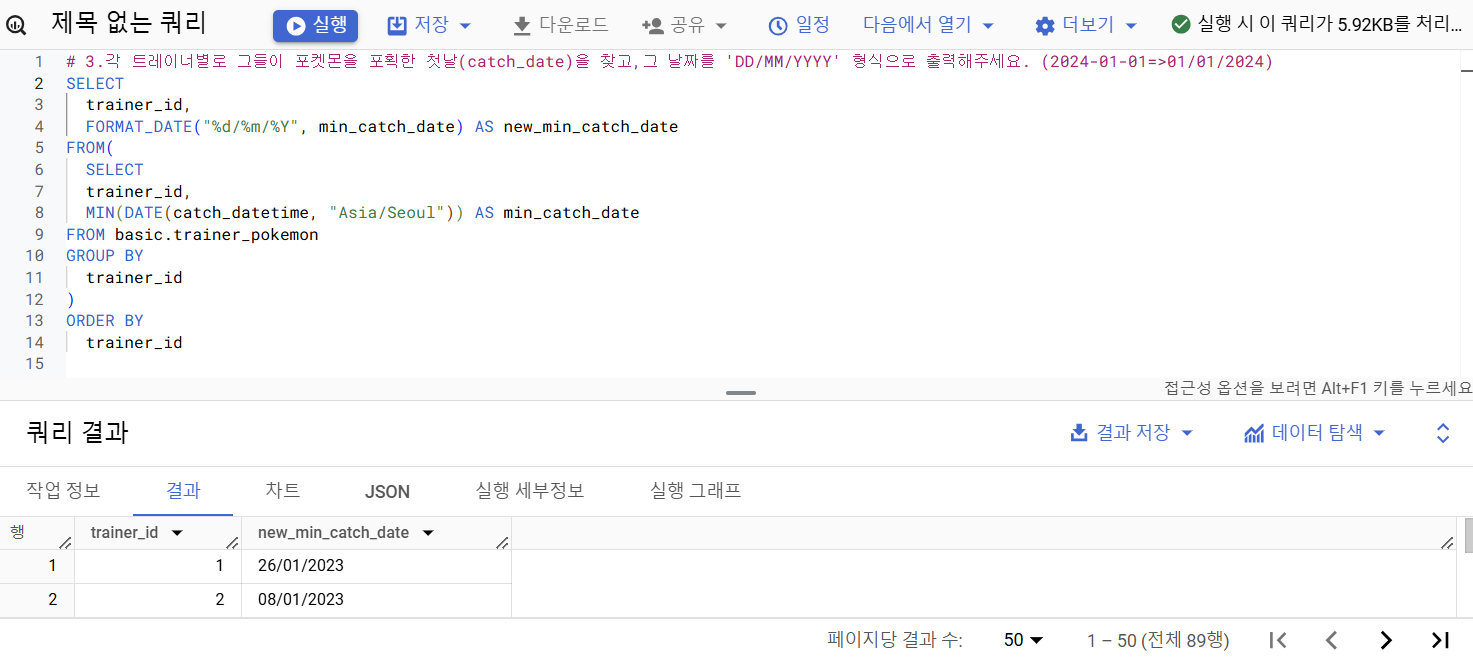 제목 없는 쿼리 실행 저장 다운로드 공유 일정 다음에서 열기 더보기 실행 시 이 쿼리가 5.92KB를 처리...
1 # 3.각 트레이너별로 그들이 포켓몬을 포획한 첫날(catch_date)을 찾고,그 날짜를 'DD/MM/YYYY' 형식으로 출력해주세요. (2024-01-01=>01/01/2024)
2 SELECT
3 trainer_id,
4 FORMAT_DATE("%d/%m/%Y", min_catch_date) AS new_min_catch_date
5 FROM(
6 SELECT
7 trainer_id,
8 MIN(DATE(catch_datetime, "Asia/Seoul")) AS min_catch_date
9 FROM basic.trainer_pokemon
10 GROUP BY
11 trainer_id
12 )
13 ORDER BY
14 trainer_id
15
접근성 옵션을 보려면 Alt+F1 키를 누르세요
쿼리 결과 결과 저장 데이터 탐색
작업 정보 결과 차트 JSON 실행 세부정보 실행 그래프
행 trainer_id new_min_catch_date
1 1 26/01/2023
2 2 08/01/2023
페이지당 결과 수: 50 1 – 50 (전체 89행)